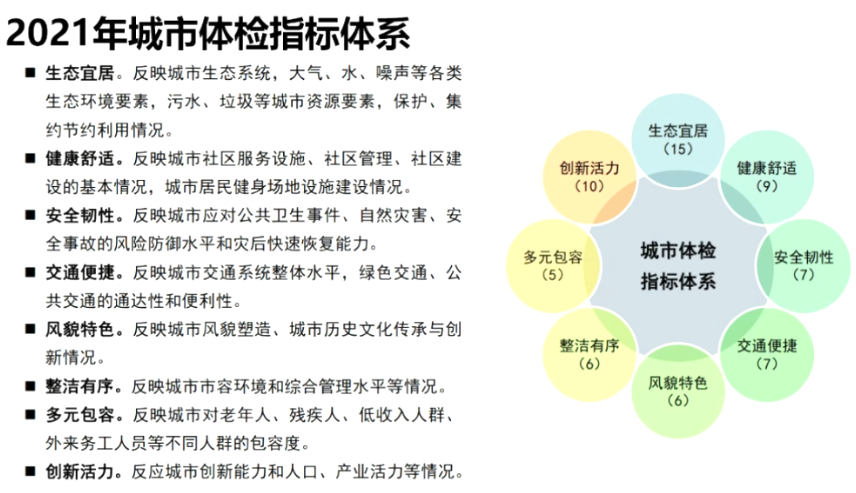 2021年城市体检指标体系
■ 生态宜居。反映城市生态系统，大气、水、噪声等各类
生态环境要素，污水、垃圾等城市资源要素，保护、集
约节约利用情况。
■ 健康舒适。反映城市社区服务设施、社区管理、社区建
设的基本情况，城市居民健身场地设施建设情况。
■ 安全韧性。反映城市应对公共卫生事件、自然灾害、安
全事故的风险防御水平和灾后快速恢复能力。
■ 交通便捷。反映城市交通系统整体水平，绿色交通、公
共交通的通达性和便利性。
■ 风貌特色。反映城市风貌塑造、城市历史文化传承与创
新情况。
■ 整洁有序。反映城市市容环境和综合管理水平等情况。
■ 多元包容。反映城市对老年人、残疾人、低收入人群、
外来务工人员等不同人群的包容度。
■ 创新活力。反应城市创新能力和人口、产业活力等情况。
生态宜居
（15）
健康舒适
（9）
安全韧性
（7）
交通便捷
（7）
风貌特色
（6）
整洁有序
（6）
多元包容
（5）
创新活力
（10）
城市体检
指标体系